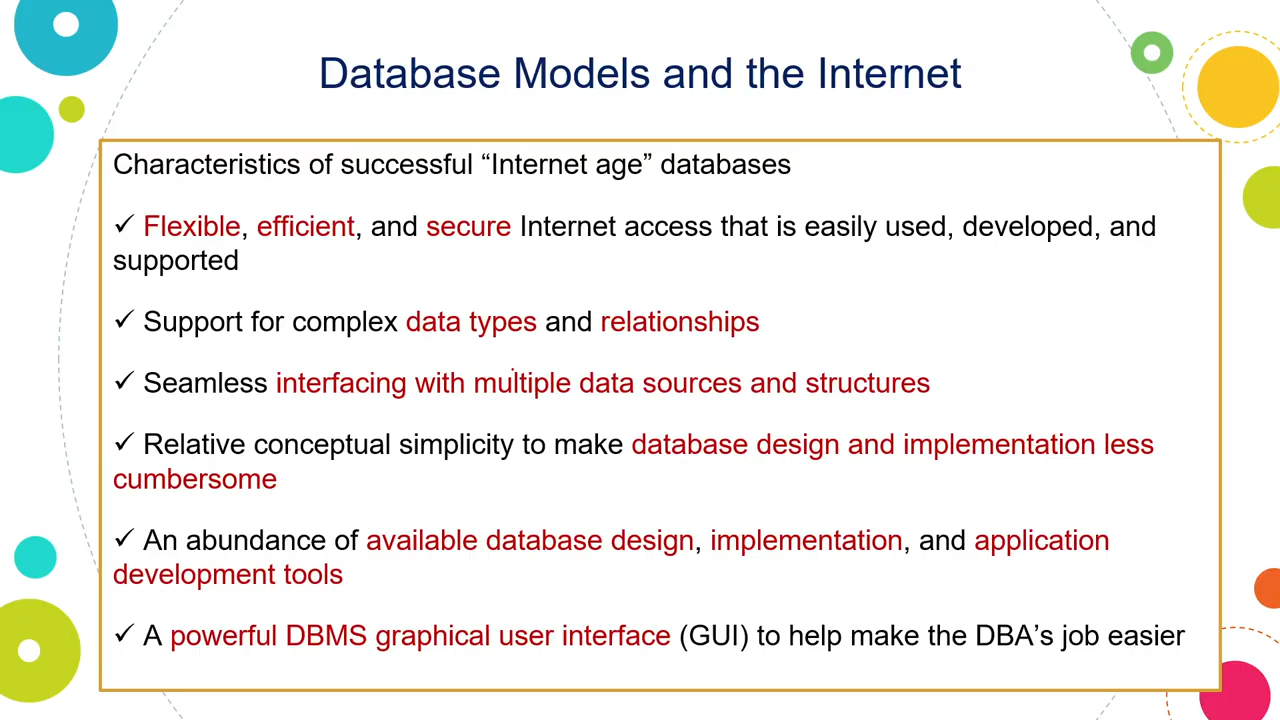 Database Models and the Internet
Characteristics of successful “Internet age” databases
✓ Flexible, efficient, and secure Internet access that is easily used, developed, and
supported
✓ Support for complex data types and relationships
✓ Seamless interfacing with multiple data sources and structures
✓ Relative conceptual simplicity to make database design and implementation less
cumbersome
✓ An abundance of available database design, implementation, and application
development tools
✓ A powerful DBMS graphical user interface (GUI) to help make the DBA’s job easier